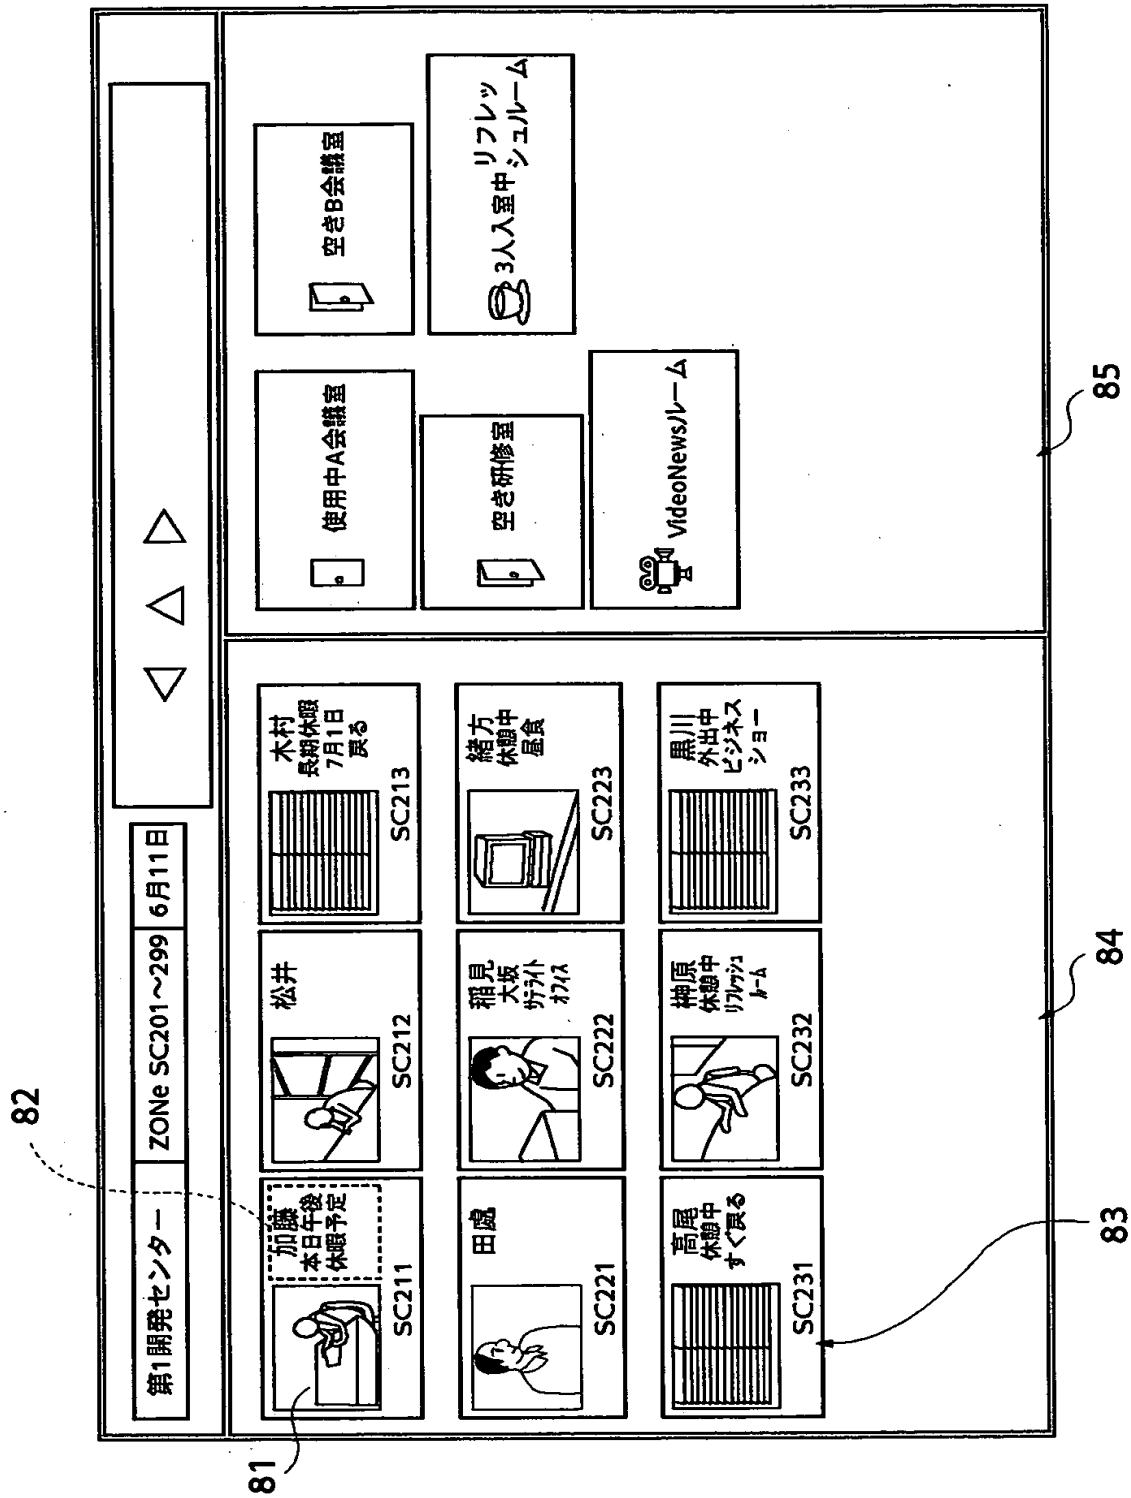 第1開発センター
ZONe SC201～299
6月11日
加藤
本日午後
休暇予定
SC211
松井
SC212
木村
長期休暇
7月1日
戻る
SC213
田處
SC221
稲見
大坂
サテライト
オフィス
SC222
緒方
休憩中
昼食
SC223
高尾
休憩中
すぐ戻る
SC231
榊原
休憩中
リフレッシュ
ルーム
SC232
黒川
外出中
ビジネス
ショー
SC233
使用中A会議室
空きB会議室
空き研修室
リフレッ
3人入室中 シュルーム
VideoNewsルーム
81
82
83
84
85